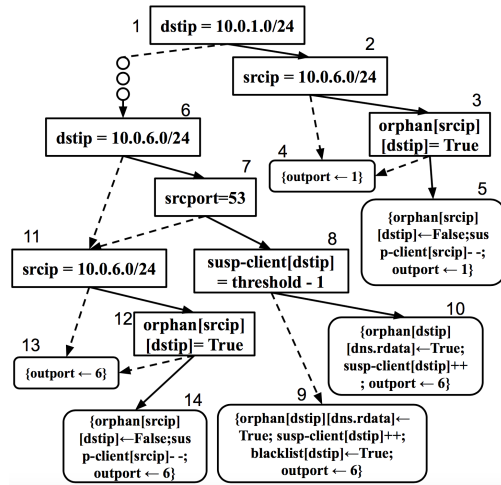 1
dstip = 10.0.1.0/24
2
srcip = 10.0.6.0/24
3
orphan[srcip]
[dstip]= True
4
{outport ← 1}
5
{orphan[srcip]
[dstip]←False;sus
p-client[srcip]- -;
outport ← 1}
6
dstip = 10.0.6.0/24
7
srcport=53
8
susp-client[dstip]
= threshold - 1
11
srcip = 10.0.6.0/24
12
orphan[srcip]
[dstip]= True
10
{orphan[dstip]
[dns.rdata]←True;
susp-client[dstip]++
; outport ← 6}
13
{outport ← 6}
14
{orphan[srcip]
[dstip]←False;sus
p-client[srcip]- -;
outport ← 6}
9
{orphan[dstip][dns.rdata]←
True; susp-client[dstip]++;
blacklist[dstip]←True;
outport ← 6}